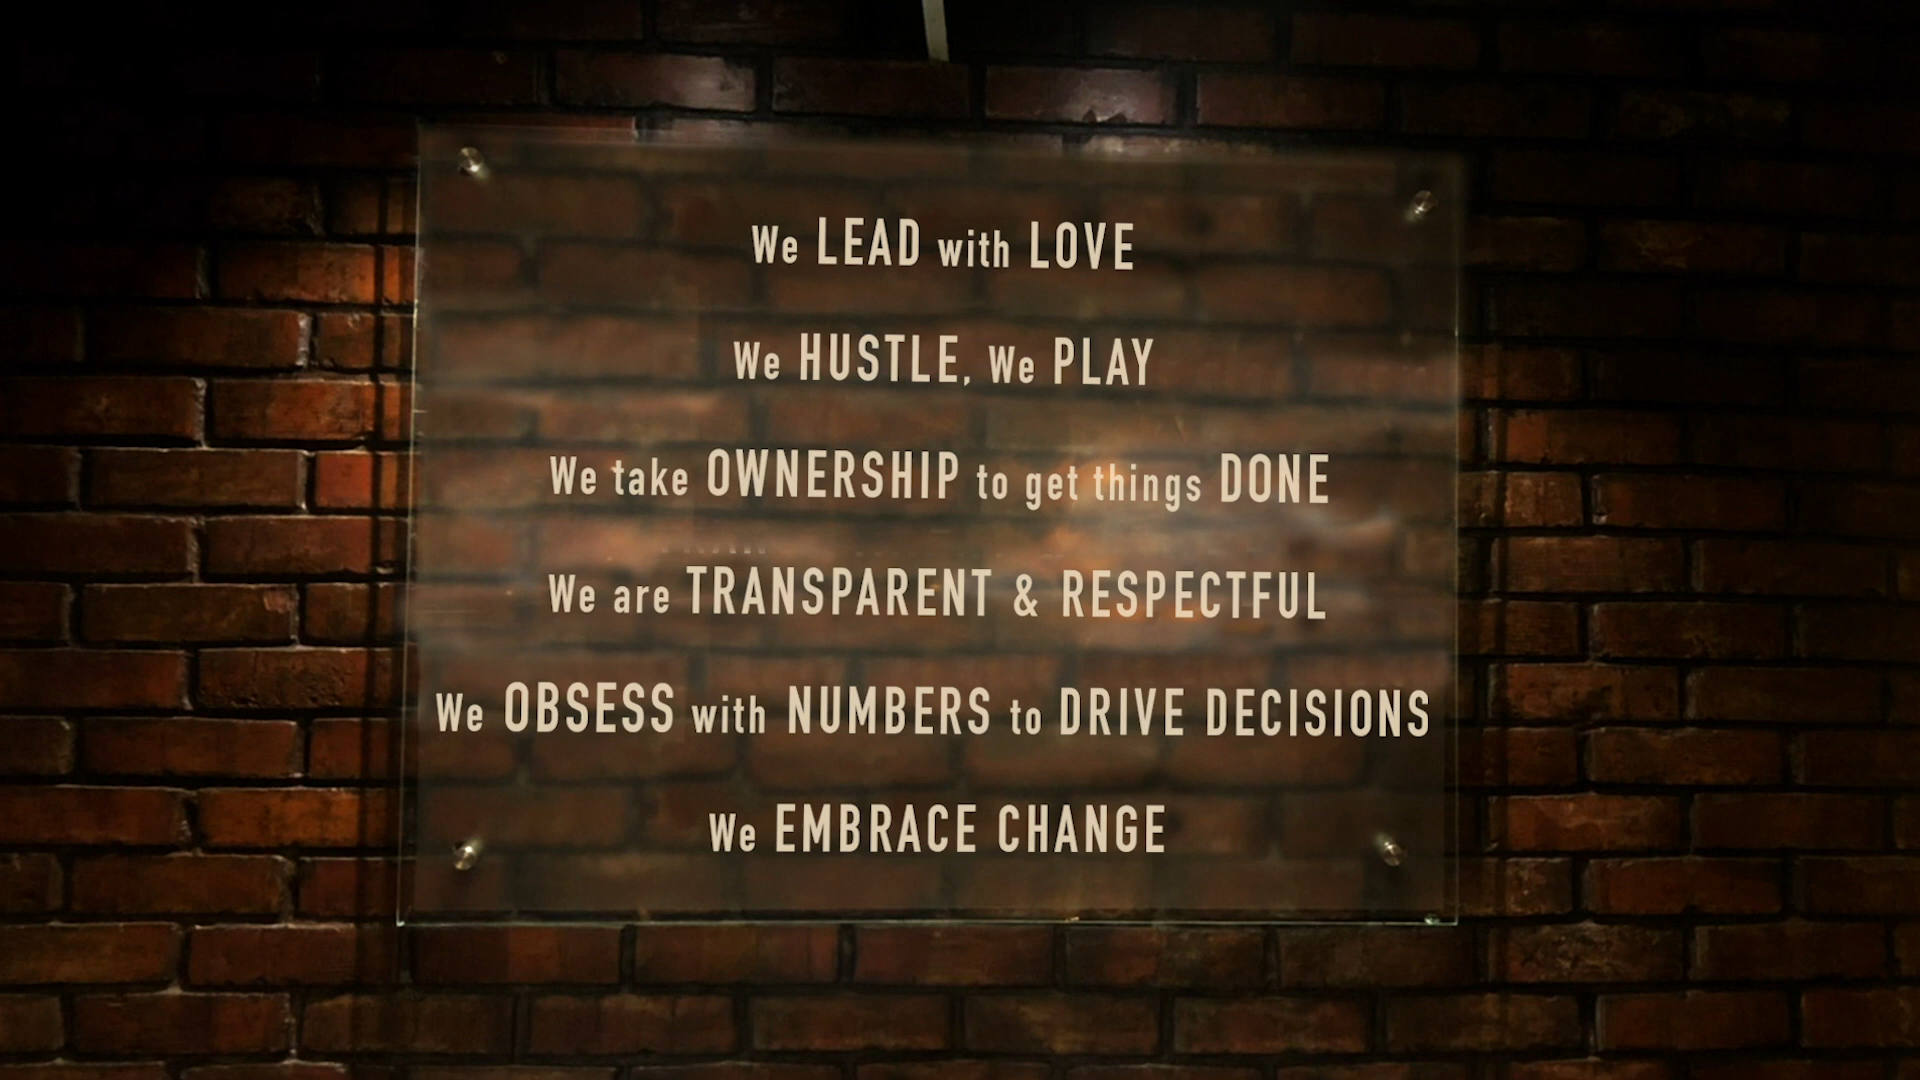 We LEAD with LOVE
We HUSTLE, We PLAY
We take OWNERSHIP to get things DONE
We are TRANSPARENT & RESPECTFUL
We OBSESS with NUMBERS to DRIVE DECISIONS
We EMBRACE CHANGE